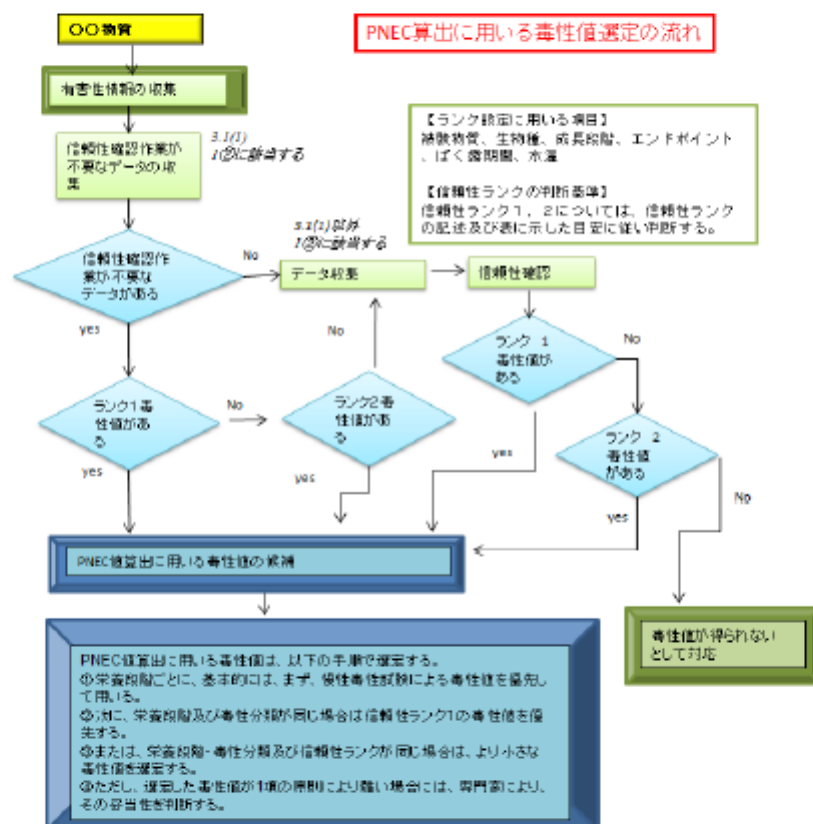 〇〇物質
PNEC算出に用いる毒性値選定の流れ
有害性情報の収集
信頼性確認作業が
不要なデータの収
集
3.1(1)
に該当する
【ランク設定に用いる項目】
被験物質、生物種、成長段階、エンドポイント
、ばく露期間、水温
【信頼性ランクの判断基準】
信頼性ランク1、2については、信頼性ランク
の記述及び表に示した目安に従い判断する。
3.1(1)以外
に該当する
信頼性確認作
業が不要な
データがある
No
データ収集
信頼性確認
yes
No
ランク 1
毒性値が
ある
No
ランク1毒
性値があ
る
No
ランク2毒
性値があ
る
ランク 2
毒性値
がある
yes
yes
yes
yes
No
PNEC値算出に用いる毒性値の候補
毒性値が得られない
として対応
PNEC値算出に用いる毒性値は、以下の手順で選定する。
①栄養段階ごとに、基本的には、まず、慢性毒性試験による毒性値を優先し
て用いる。
②次に、栄養段階及び毒性分類が同じ場合は信頼性ランク1の毒性値を優
先する。
③または、栄養段階・毒性分類及び信頼性ランクが同じ場合は、より小さな
毒性値を選定する。
④ただし、選定した毒性値が1項の原則により難い場合には、専門家により、
その妥当性を判断する。